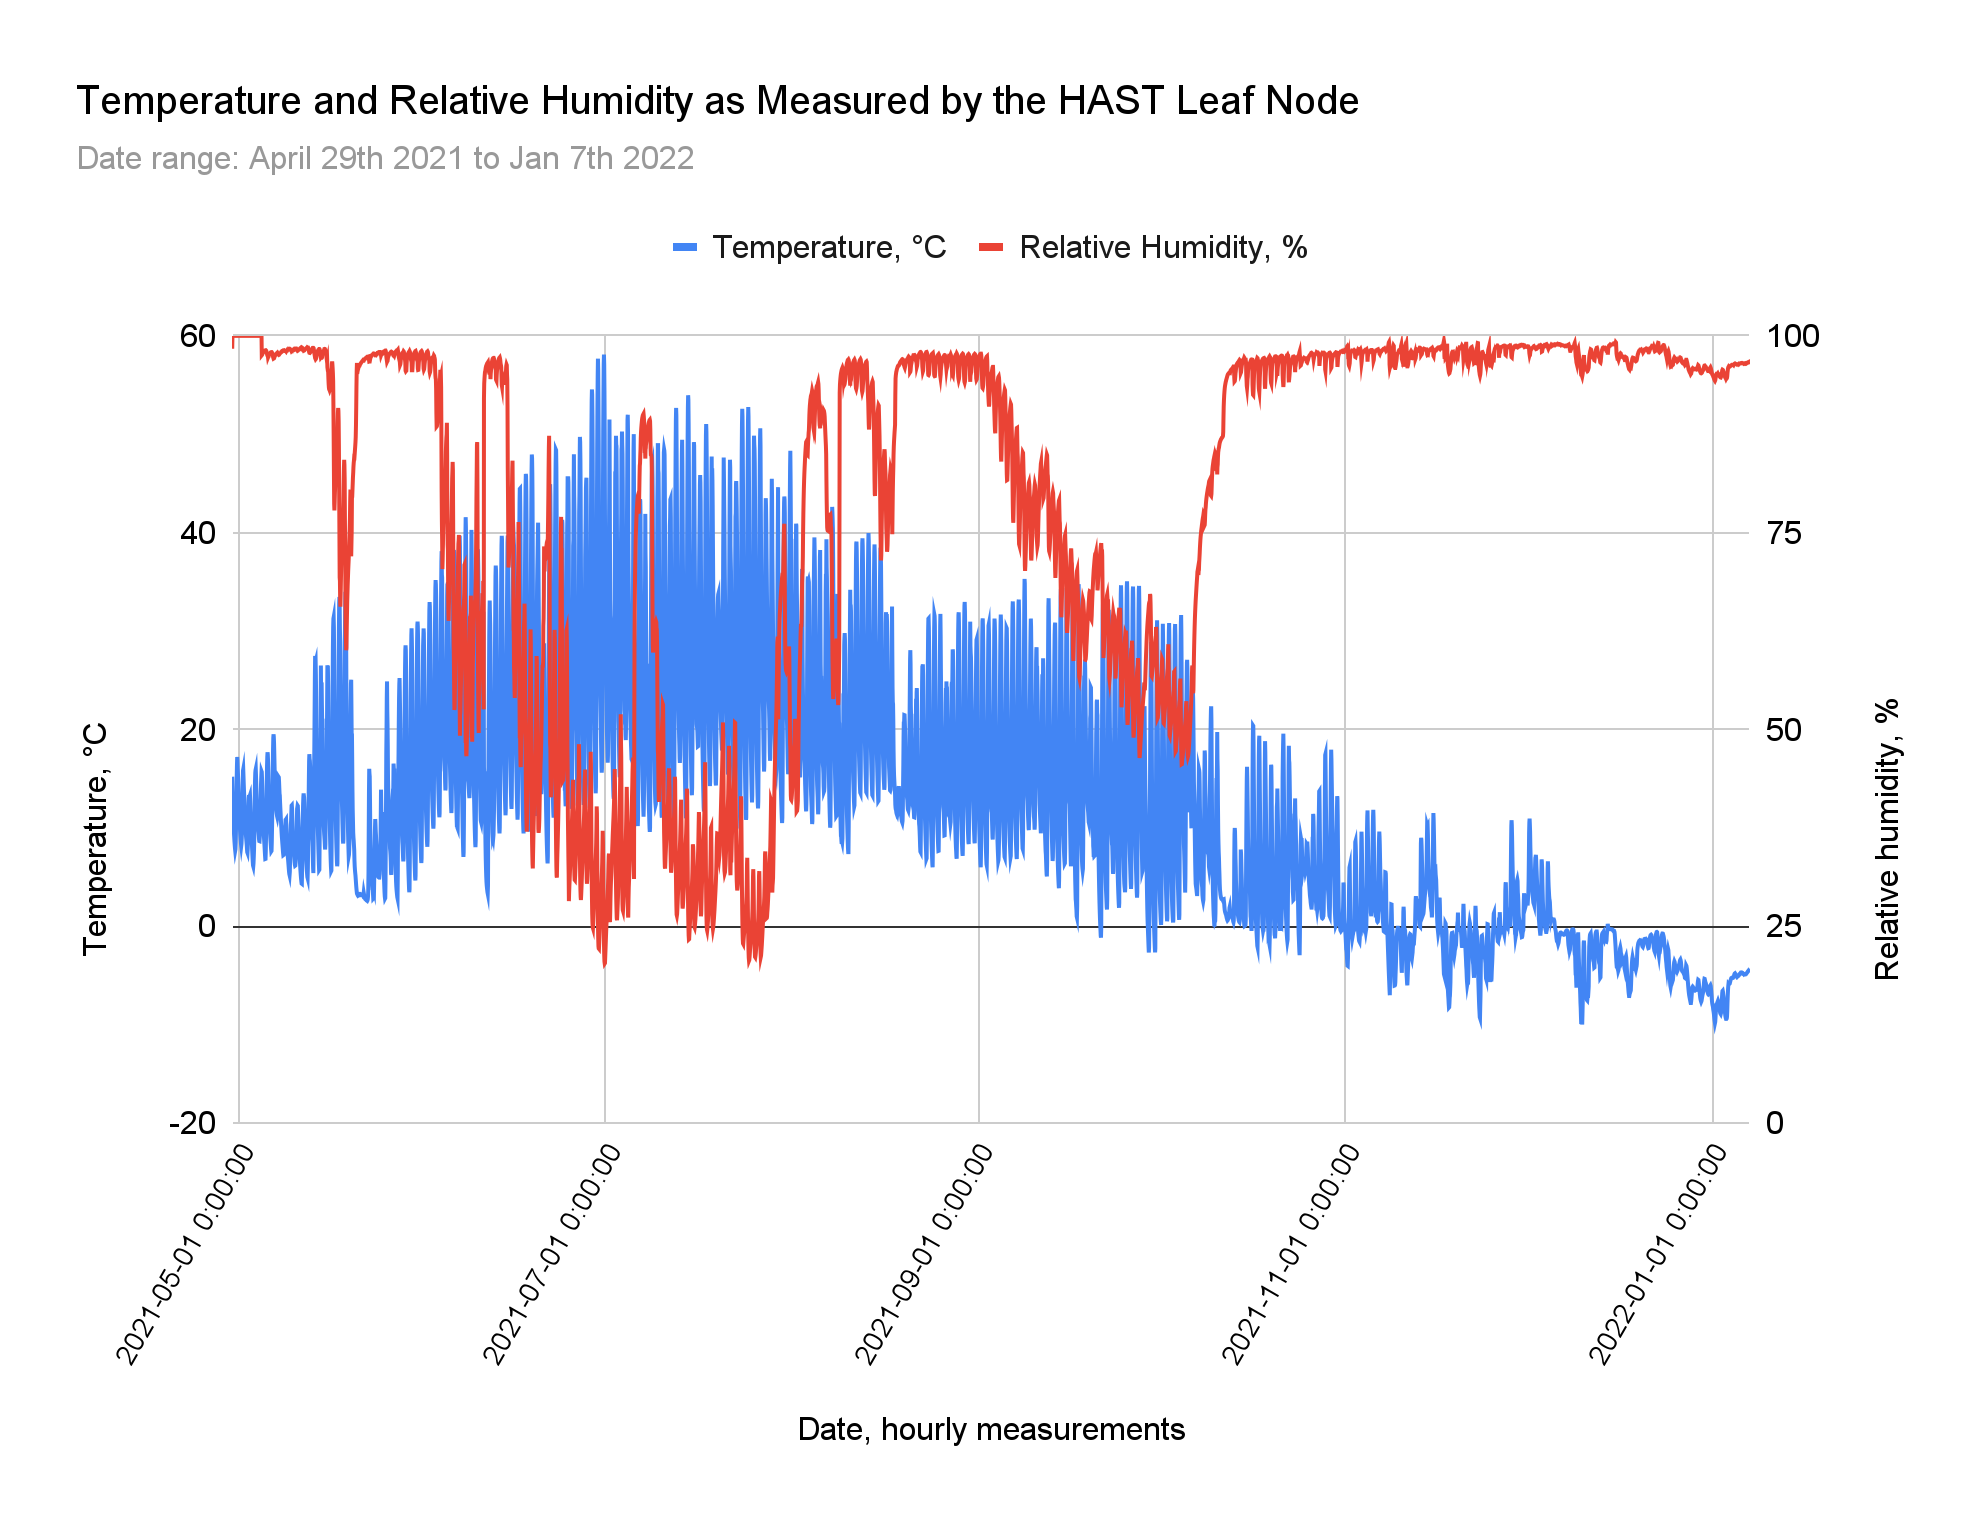 Temperature and Relative Humidity as Measured by the HAST Leaf Node
Date range: April 29th 2021 to Jan 7th 2022
Temperature, °C
Relative Humidity, %
60
40
20
0
-20
Temperature, °C
100
75
50
25
0
Relative humidity, %
2021-05-01 0:00:00
2021-07-01 0:00:00
2021-09-01 0:00:00
2021-11-01 0:00:00
2022-01-01 0:00:00
Date, hourly measurements